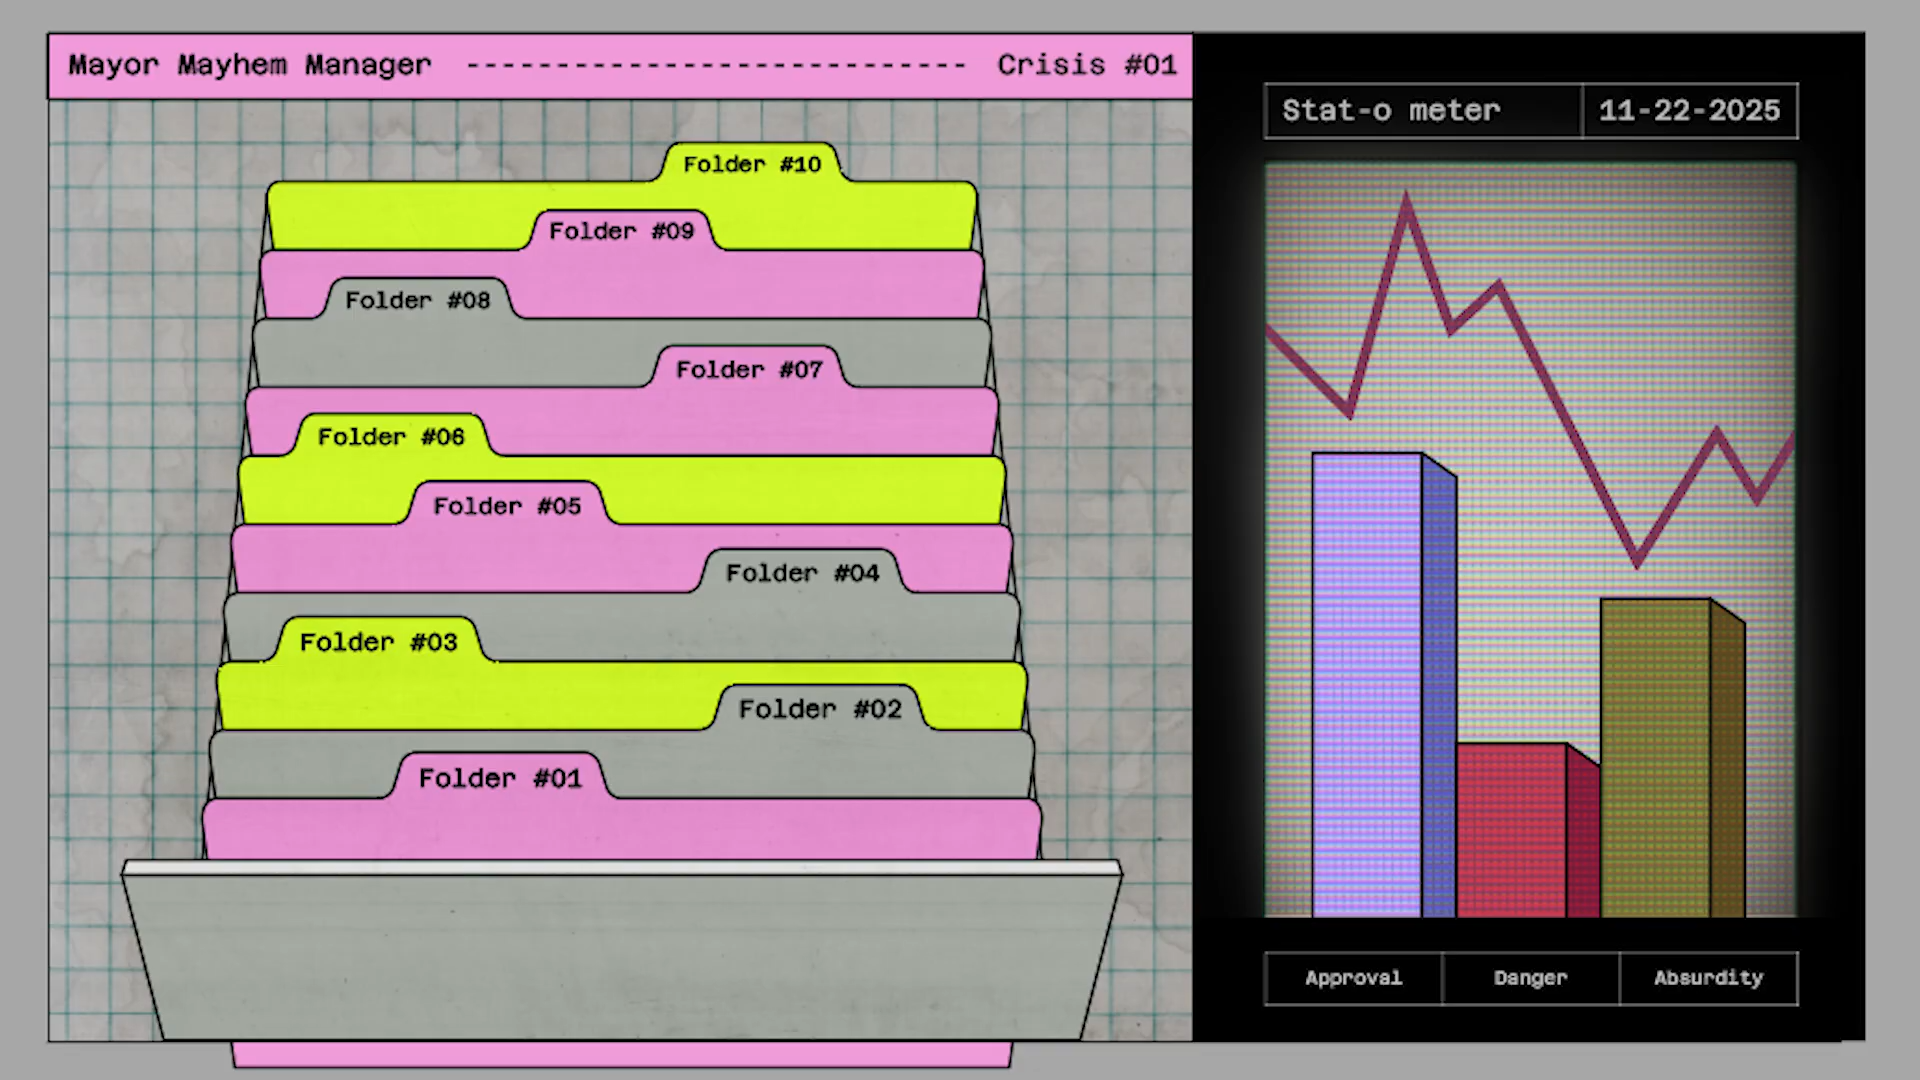 Mayor Mayhem Manager ---------------------------- Crisis #01
Folder #10
Folder #09
Folder #08
Folder #07
Folder #06
Folder #05
Folder #04
Folder #03
Folder #02
Folder #01
Stat-o meter 11-22-2025
Approval Danger Absurdity